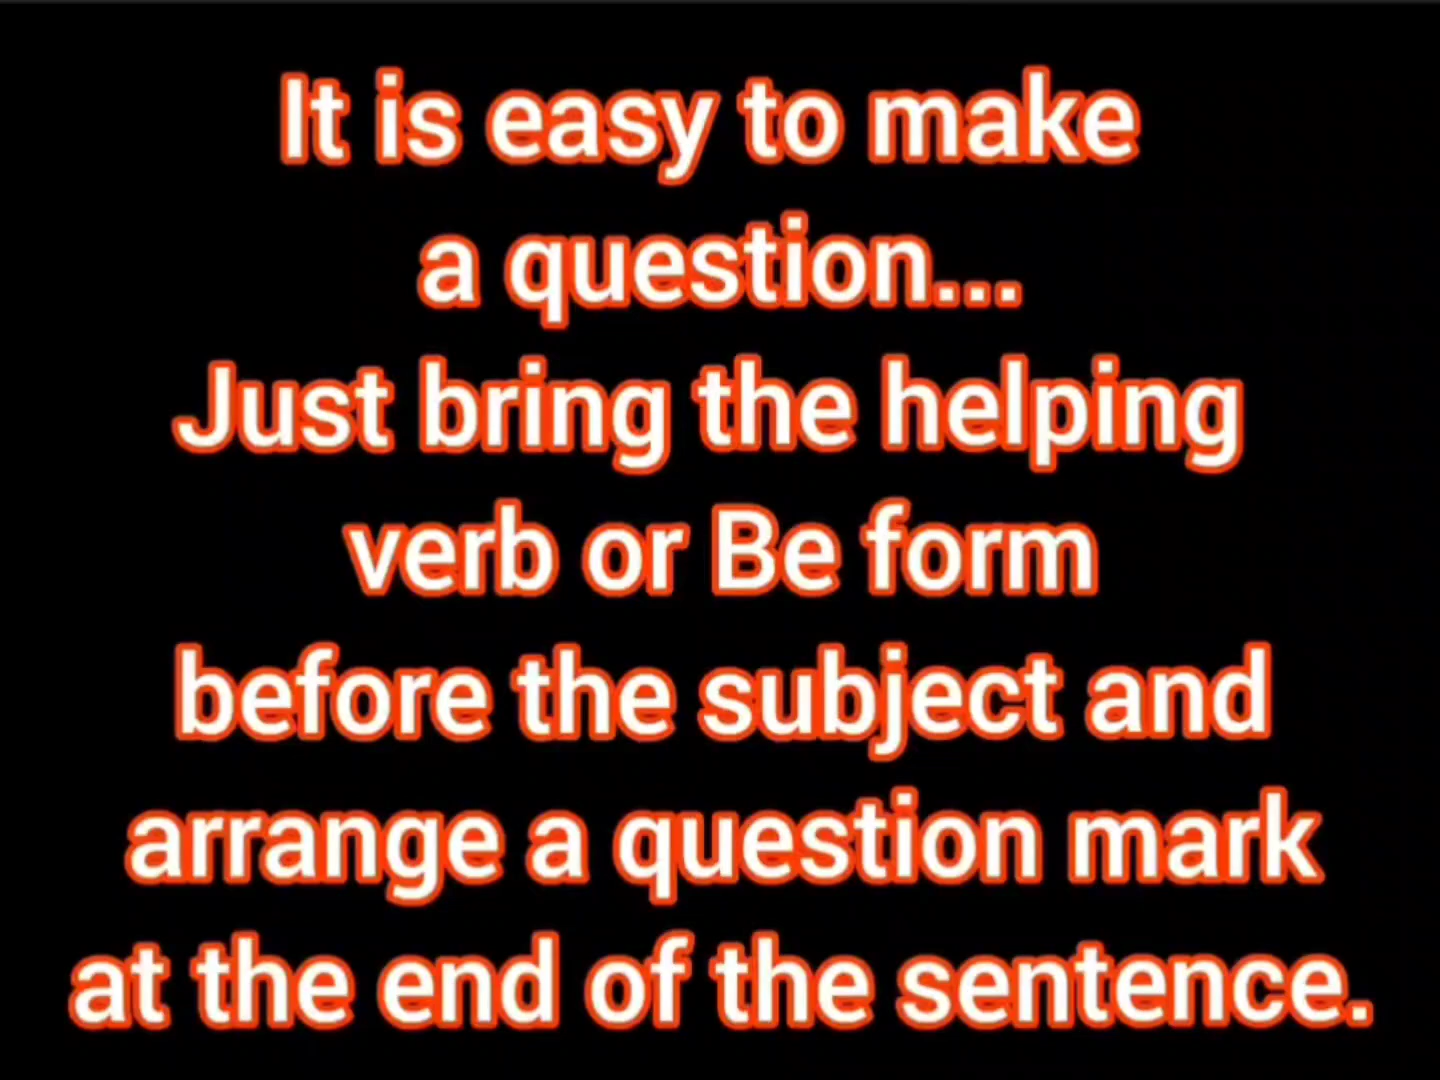 It is easy to make
a question...
Just bring the helping
verb or Be form
before the subject and
arrange a question mark
at the end of the sentence.